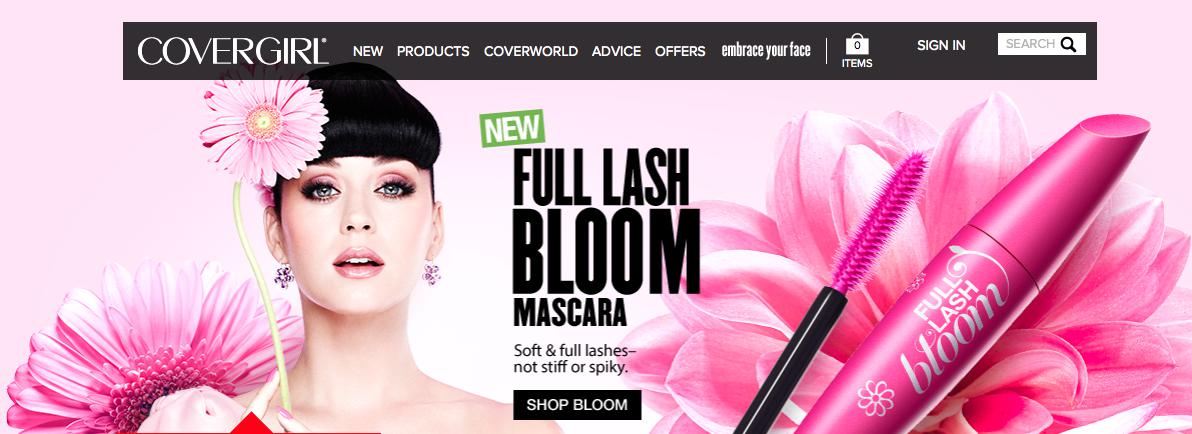 COVERGIRL®
NEW PRODUCTS COVERWORLD ADVICE OFFERS embrace your face
0
ITEMS
SIGN IN
SEARCH
NEW
FULL LASH
BLOOM
MASCARA
Soft & full lashes–
not stiff or spiky.
SHOP BLOOM
FULL
LASH
bloom